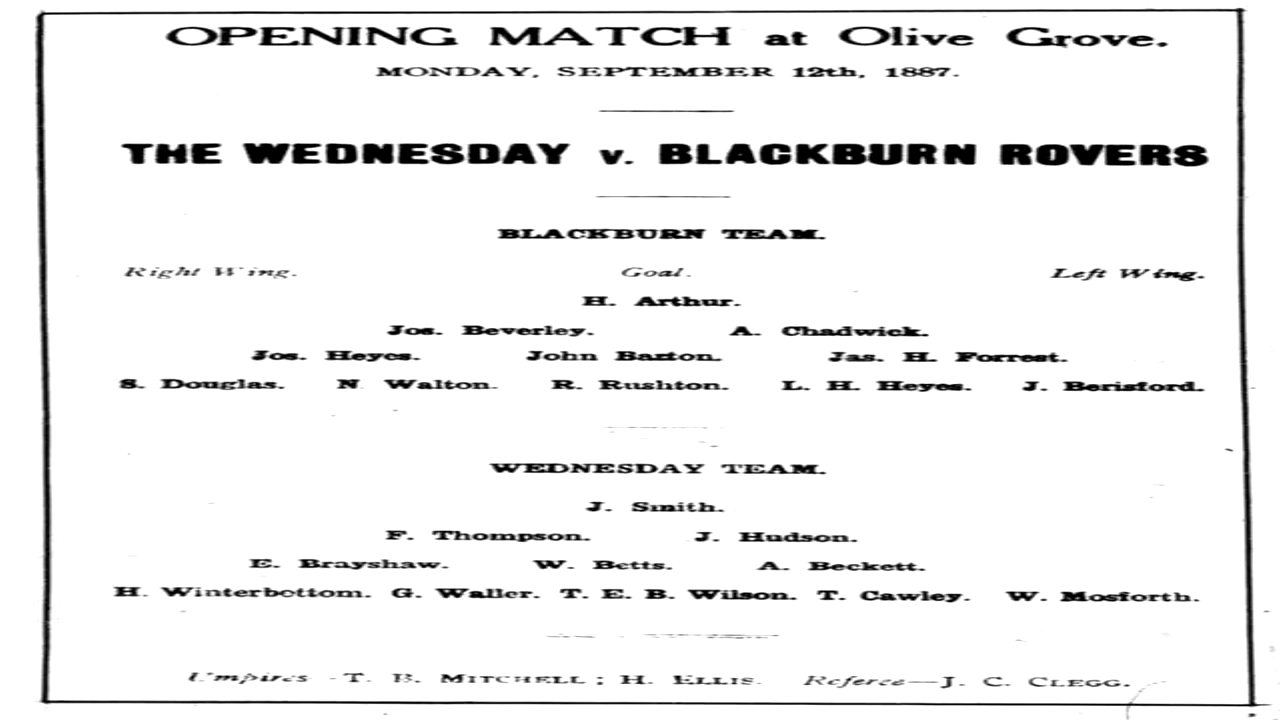 OPENING MATCH at Olive Grove.
MONDAY, SEPTEMBER 12th, 1887.
THE WEDNESDAY v. BLACKBURN ROVERS
BLACKBURN TEAM.
Right Wing. Goal. Left Wing.
H. Arthur.
Jos. Beverley. A. Chadwick.
Jos. Heyes. John Barton. Jas. H. Forrest.
S. Douglas. N Walton. R. Rushton. L. H. Heyes. J. Berisford.
WEDNESDAY TEAM.
J. Smith.
F. Thompson. J. Hudson.
E. Brayshaw. W. Betts. A. Beckett.
H. Winterbottom. G. Waller. T. E. B. Wilson. T. Cawley. W. Mosforth.
Umpires - T. B. MITCHELL ; H. ELLIS. Referee—J. C. CLEGG.